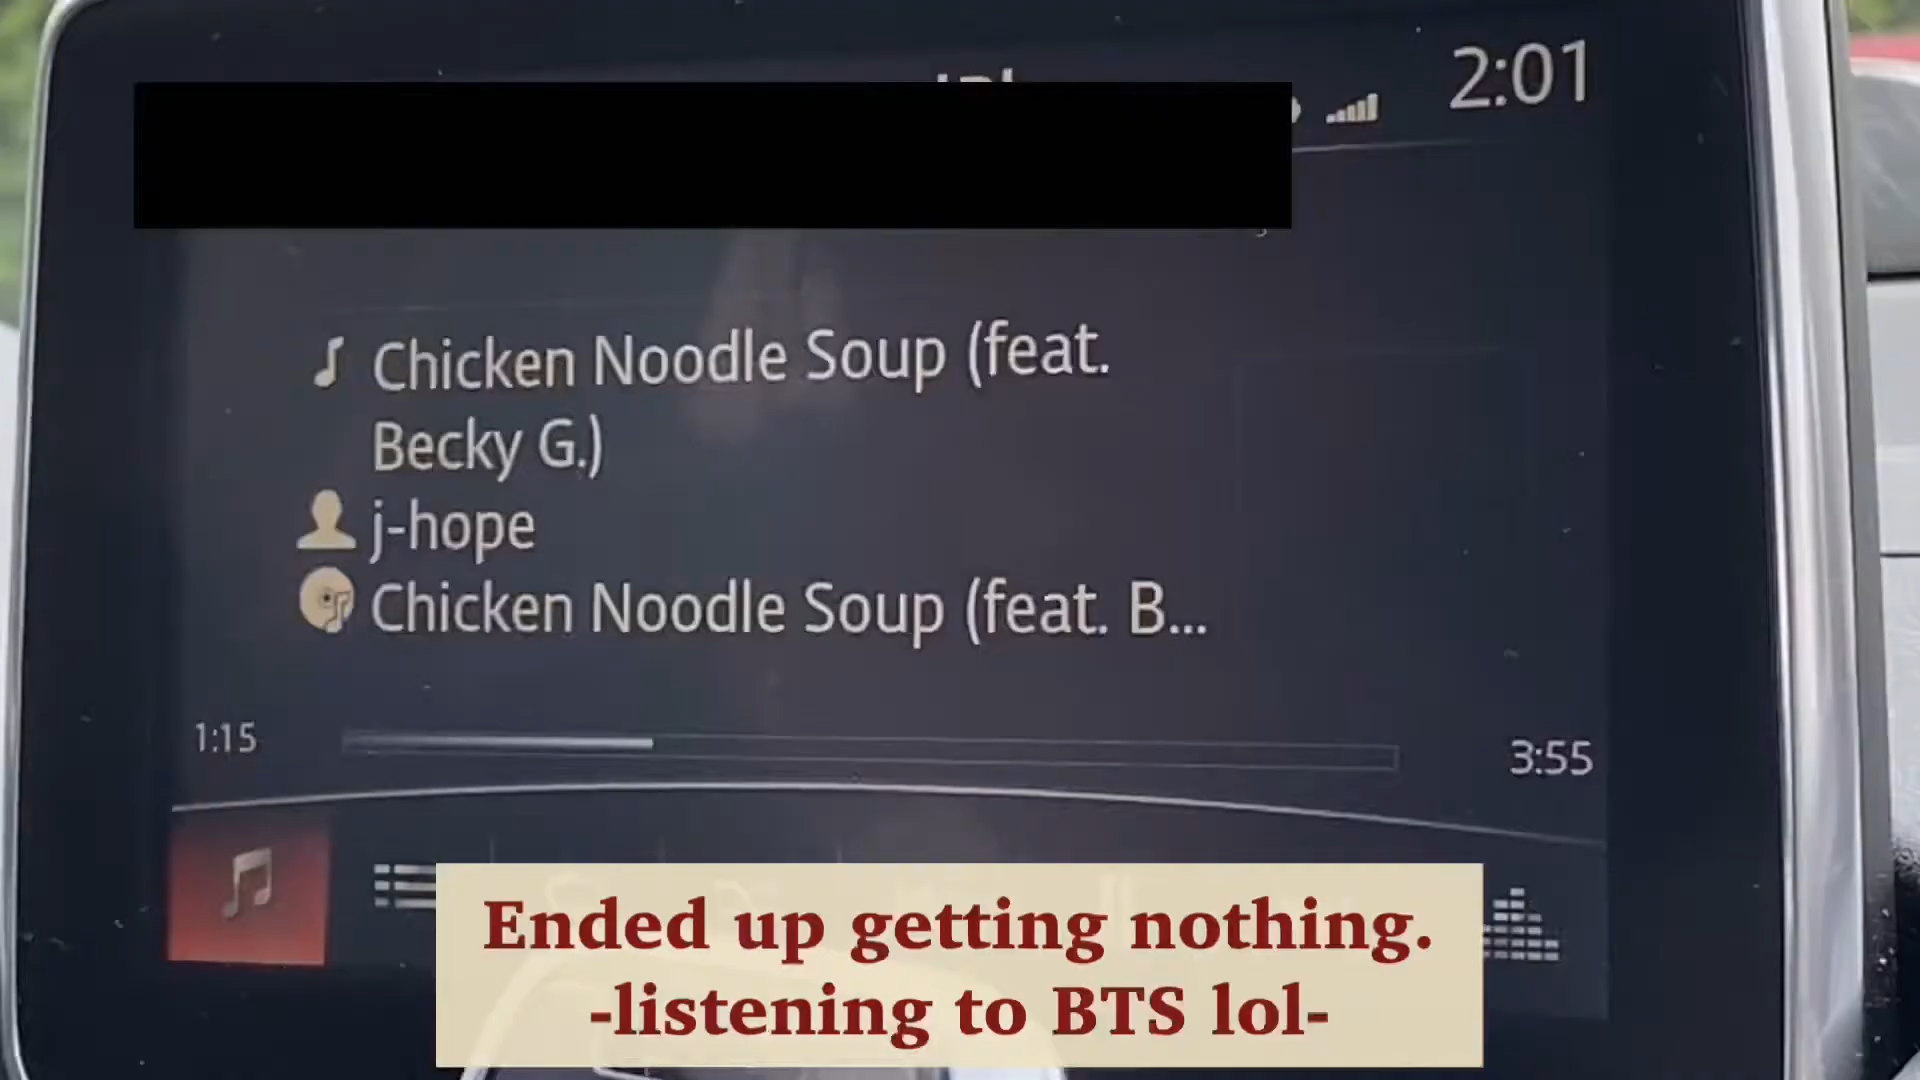 2:01
Chicken Noodle Soup (feat.
Becky G.)
j-hope
Chicken Noodle Soup (feat. B...
1:15
3:55
Ended up getting nothing.
-listening to BTS lol-